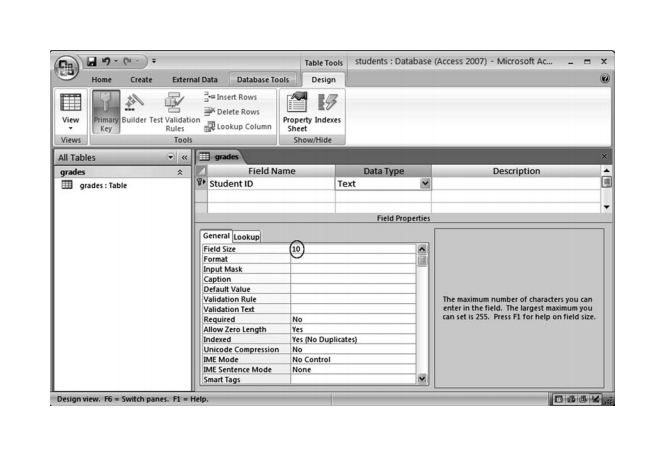 Table Tools students : Database (Access 2007) - Microsoft Ac...
Home Create External Data Database Tools Design
View
Primary Key
Builder
Test Validation Rules
Insert Rows
Delete Rows
Lookup Column
Property Sheet
Indexes
Views Tools Show/Hide
All Tables
grades
grades : Table
grades
Field Name Data Type Description
Student ID Text
Field Properties
General Lookup
Field Size 10
Format
Input Mask
Caption
Default Value
Validation Rule
Validation Text
Required No
Allow Zero Length Yes
Indexed Yes (No Duplicates)
Unicode Compression No
IME Mode No Control
IME Sentence Mode None
Smart Tags
The maximum number of characters you can
enter in the field. The largest maximum you
can set is 255. Press F1 for help on field size.
Design view. F6 = Switch panes. F1 = Help.